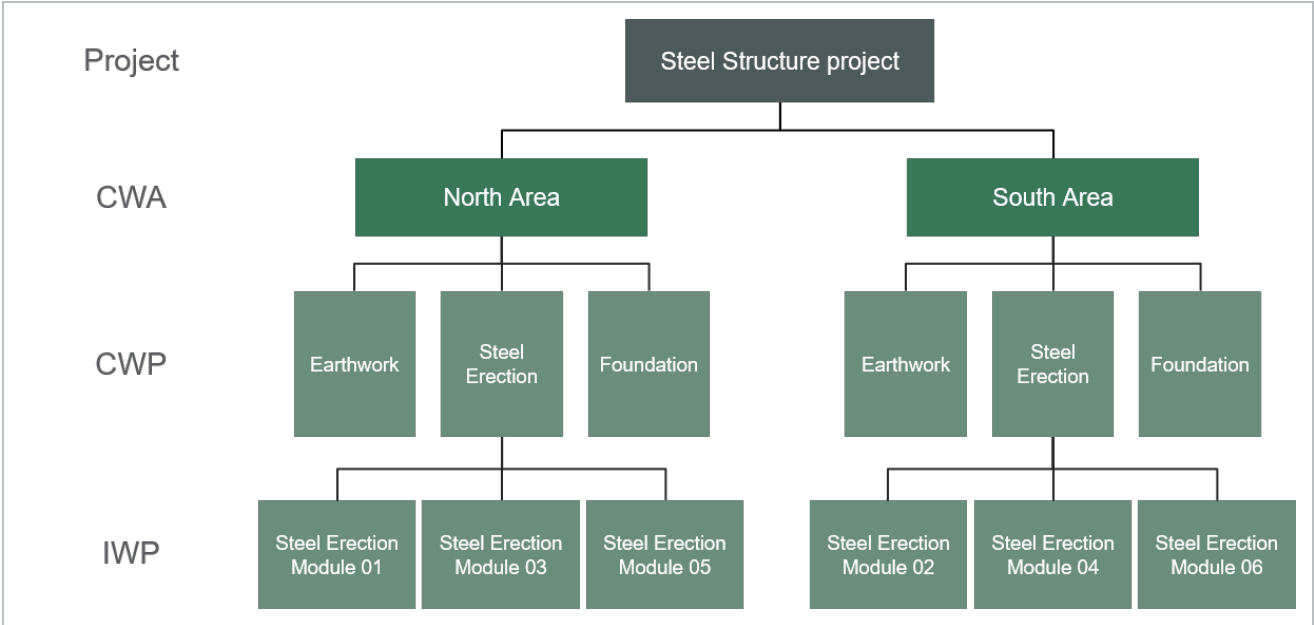 Project
Steel Structure project
CWA
North Area
South Area
CWP
Earthwork
Steel
Erection
Foundation
Earthwork
Steel
Erection
Foundation
IWP
Steel Erection
Module 01
Steel Erection
Module 03
Steel Erection
Module 05
Steel Erection
Module 02
Steel Erection
Module 04
Steel Erection
Module 06